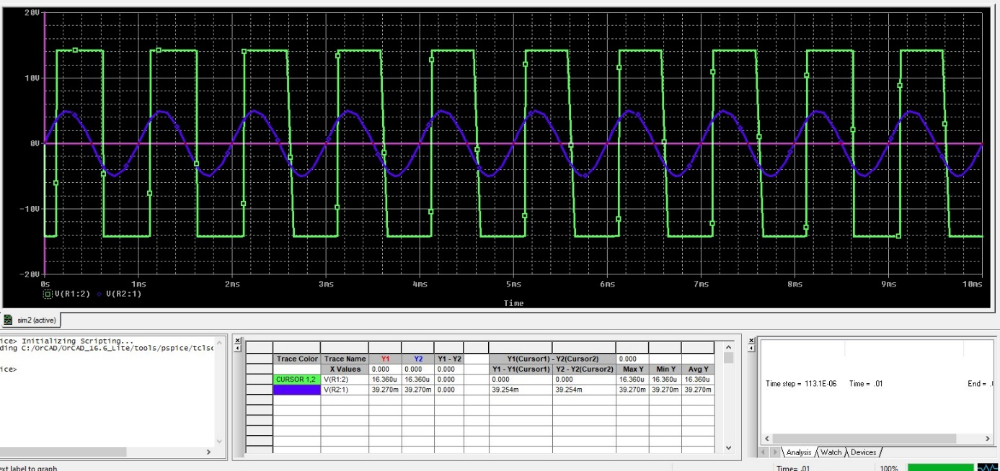 20V
10V
0V
-10V
-20V
0s 1ms 2ms 3ms 4ms 5ms 6ms 7ms 8ms 9ms 10ms
V(R1:2) V(R2:1)
Time
sim2 (active)
ice> Initializing Scripting...
ding C:/OrCAD/OrCAD_16.6_Lite/tools/pspice/tclsc
ice>
Trace Color Trace Name Y1 Y2 Y1 - Y2 Y1(Cursor1) - Y2(Cursor2) 0.000
X Values 0.000 0.000 0.000 Y1 - Y1(Cursor1) Y2 - Y2(Cursor2) Max Y Min Y Avg Y
CURSOR 1,2 V(R1:2) 16.360u 16.360u 0.000 0.000 0.000 16.360u 16.360u 16.360u
V(R2:1) 39.270m 39.270m 0.000 39.254m 39.254m 39.270m 39.270m 39.270m
Time step = 113.1E-06 Time = .01 End =
Analysis Watch Devices
ext label to graph
Time= .01 100%